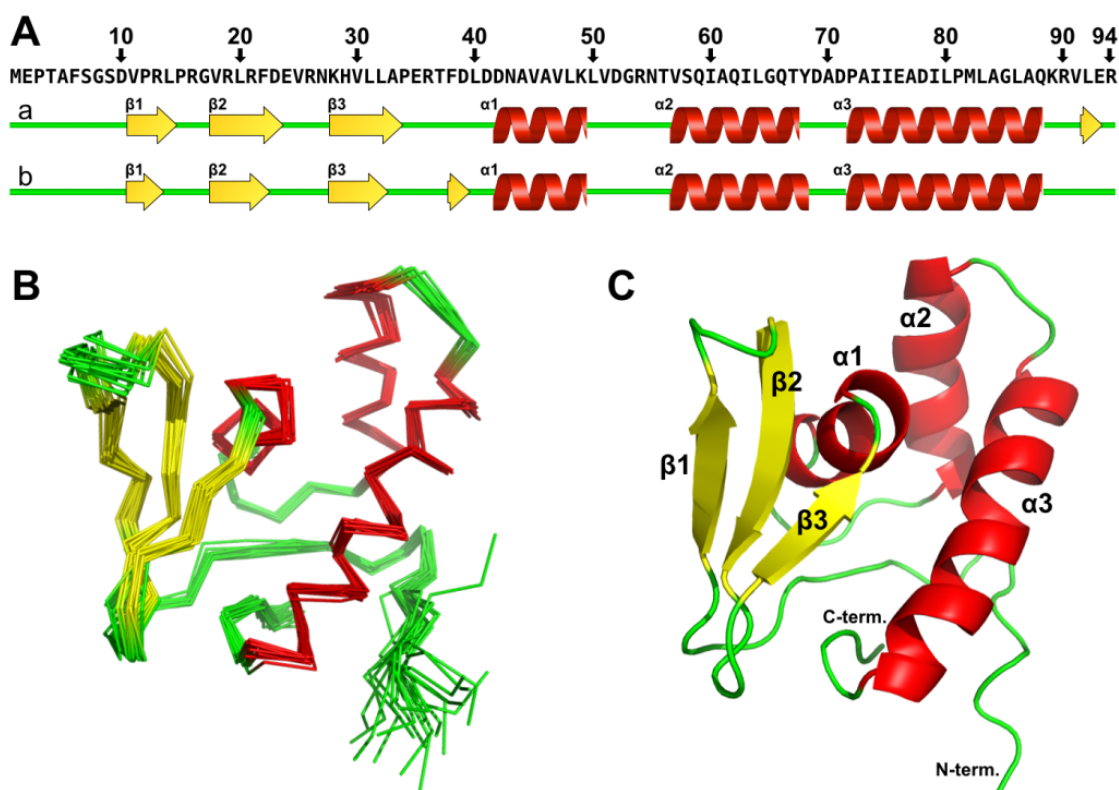 A
10 20 30 40 50 60 70 80 90 94
MEPTAFSGSDVPRLPRGVRLRFDEVRNKHVLLAPERTFDLDDNAVAVLKLVDGRNTVSQIAQILGQTYDADPAIIEADILPMLAGLAQKRVLER
a β1 β2 β3 α1 α2 α3
b β1 β2 β3 α1 α2 α3
B
C
α2
α1
β2
β1
β3
α3
C-term.
N-term.